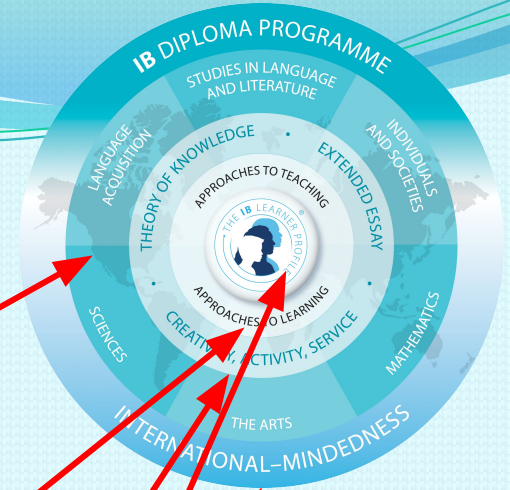 IB DIPLOMA PROGRAMME
STUDIES IN LANGUAGE
AND LITERATURE
LANGUAGE
ACQUISITION
INDIVIDUALS
AND SOCIETIES
THEORY OF KNOWLEDGE
EXTENDED ESSAY
APPROACHES TO TEACHING
THE IB LEARNER PROFILE
®
APPROACHES TO LEARNING
CREATIVITY, ACTIVITY, SERVICE
SCIENCES
MATHEMATICS
THE ARTS
INTERNATIONAL–MINDEDNESS